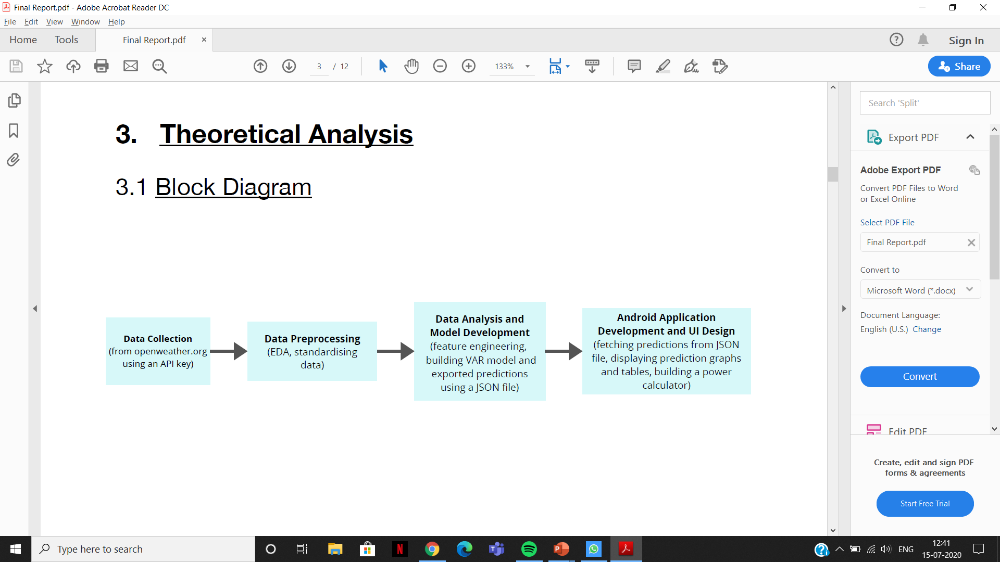 Final Report.pdf - Adobe Acrobat Reader DC
File Edit View Window Help
Home Tools Final Report.pdf × Sign In
3 / 12 133% Share
Search 'Split'
Export PDF
Adobe Export PDF
Convert PDF Files to Word
or Excel Online
Select PDF File
Final Report.pdf
Convert to
Microsoft Word (*.docx)
Document Language:
English (U.S.) Change
Convert
Edit PDF
Create, edit and sign PDF
forms & agreements
Start Free Trial
3. Theoretical Analysis
3.1 Block Diagram
Data Collection
(from openweather.org
using an API key)
Data Preprocessing
(EDA, standardising
data)
Data Analysis and
Model Development
(feature engineering,
building VAR model and
exported predictions
using a JSON file)
Android Application
Development and UI Design
(fetching predictions from JSON
file, displaying prediction graphs
and tables, building a power
calculator)
Type here to search
ENG
12:41
15-07-2020